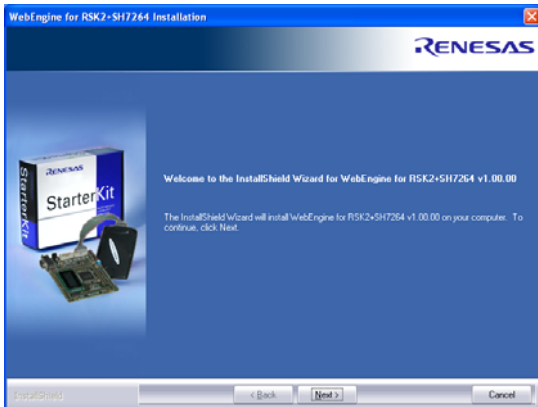 WebEngine for RSK2+SH7264 Installation
RENESAS
RENESAS
StarterKit
StarterKit
Welcome to the InstallShield Wizard for WebEngine for RSK2+SH7264 v1.00.00
The InstallShield Wizard will install WebEngine for RSK2+SH7264 v1.00.00 on your computer. To
continue, click Next.
InstallShield
< Back
Next >
Cancel